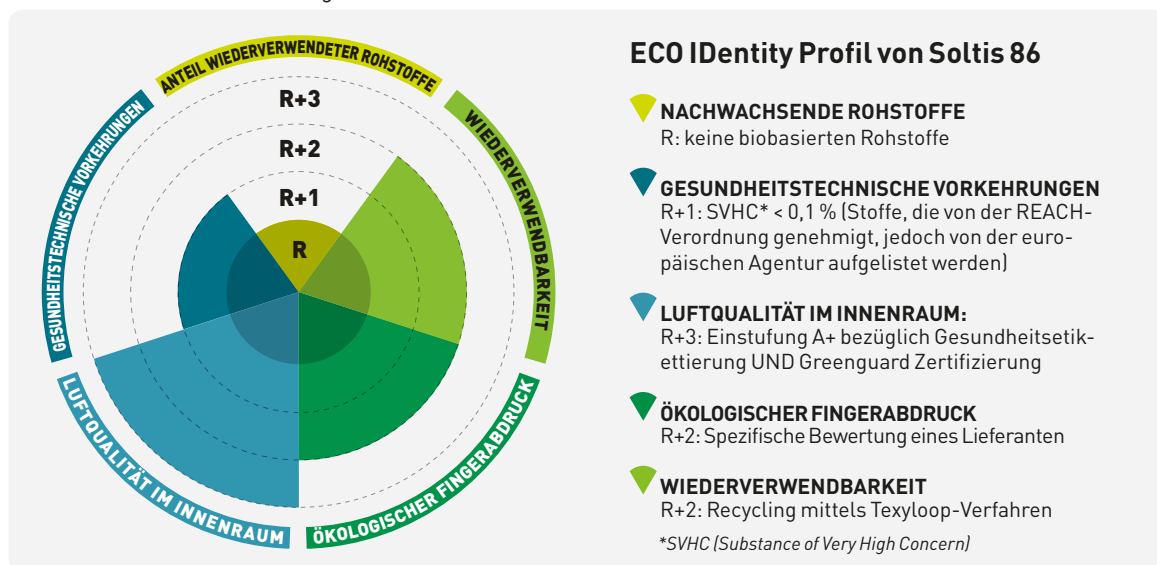 ANTEIL WIEDERVERWENDETER ROHSTOFFE
WIEDERVERWENDBARKEIT
ÖKOLOGISCHER FINGERABDRUCK
LUFTQUALITÄT IM INNENRAUM
GESUNDHEITSTECHNISCHE VORKEHRUNGEN
R+3
R+2
R+1
R
ECO IDentity Profil von Soltis 86
NACHWACHSENDE ROHSTOFFE
R: keine biobasierten Rohstoffe
GESUNDHEITSTECHNISCHE VORKEHRUNGEN
R+1: SVHC* < 0,1 % (Stoffe, die von der REACH-
Verordnung genehmigt, jedoch von der euro-
päischen Agentur aufgelistet werden)
LUFTQUALITÄT IM INNENRAUM:
R+3: Einstufung A+ bezüglich Gesundheitsetik-
ettierung UND Greenguard Zertifizierung
ÖKOLOGISCHER FINGERABDRUCK
R+2: Spezifische Bewertung eines Lieferanten
WIEDERVERWENDBARKEIT
R+2: Recycling mittels Texyloop-Verfahren
*SVHC (Substance of Very High Concern)